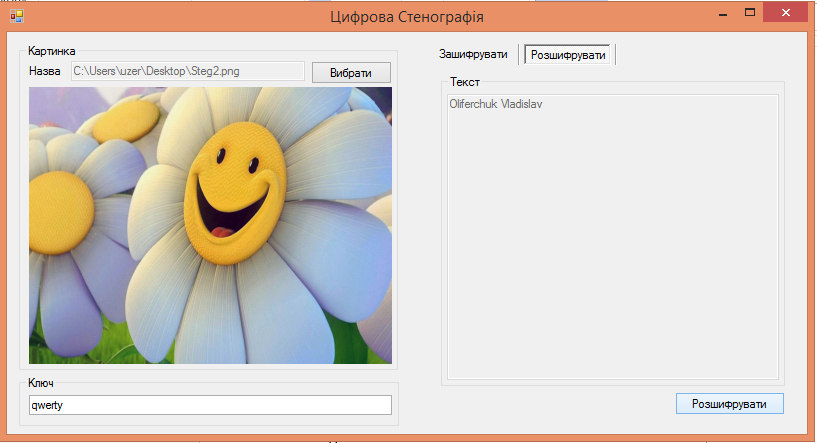 Цифрова Стенографія
Картинка
Назва C:\Users\uzer\Desktop\Steg2.png Вибрати
Ключ
qwerty
Зашифрувати Розшифрувати
Текст
Oliferchuk Vladislav
Розшифрувати